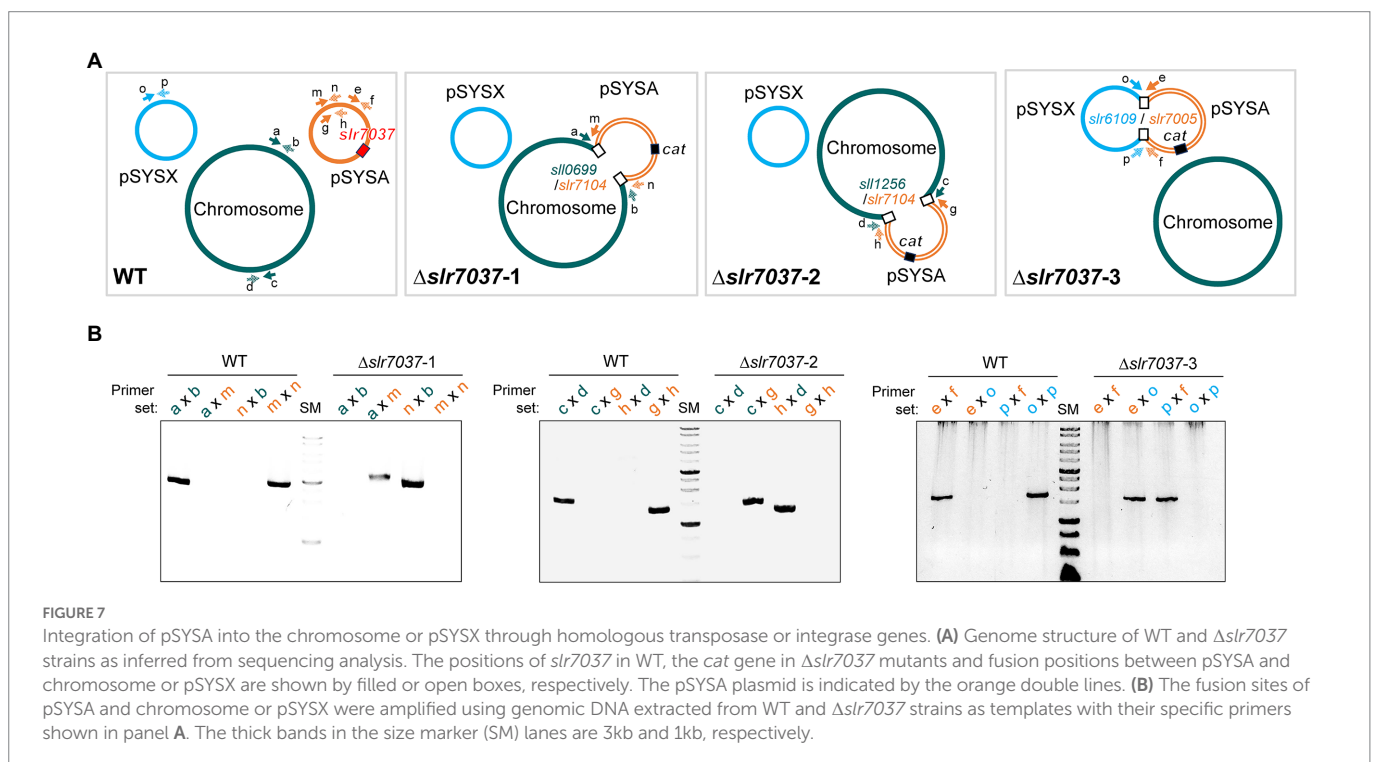 A
o p
pSYSX
m n e f
g h
slr7037
pSYSA
a b
Chromosome
d c
WT
pSYSX
pSYSA
a m
cat
sll0699
/slr7104
n
b
Chromosome
Δslr7037-1
pSYSX
Chromosome
sll1256
/slr7104
c
g
d
h
cat
pSYSA
Δslr7037-2
o e
pSYSX
pSYSA
slr6109 / slr7005
cat
p f
Chromosome
Δslr7037-3
B
WT Δslr7037-1
Primer set: a x b a x m n x b m x n SM a x b a x m n x b m x n
WT Δslr7037-2
Primer set: c x d c x g h x d g x h SM c x d c x g h x d g x h
WT Δslr7037-3
Primer set: e x f e x o p x f o x p SM e x f e x o p x f o x p
FIGURE 7
Integration of pSYSA into the chromosome or pSYSX through homologous transposase or integrase genes. (A) Genome structure of WT and Δslr7037
strains as inferred from sequencing analysis. The positions of slr7037 in WT, the cat gene in Δslr7037 mutants and fusion positions between pSYSA and
chromosome or pSYSX are shown by filled or open boxes, respectively. The pSYSA plasmid is indicated by the orange double lines. (B) The fusion sites of
pSYSA and chromosome or pSYSX were amplified using genomic DNA extracted from WT and Δslr7037 strains as templates with their specific primers
shown in panel A. The thick bands in the size marker (SM) lanes are 3kb and 1kb, respectively.